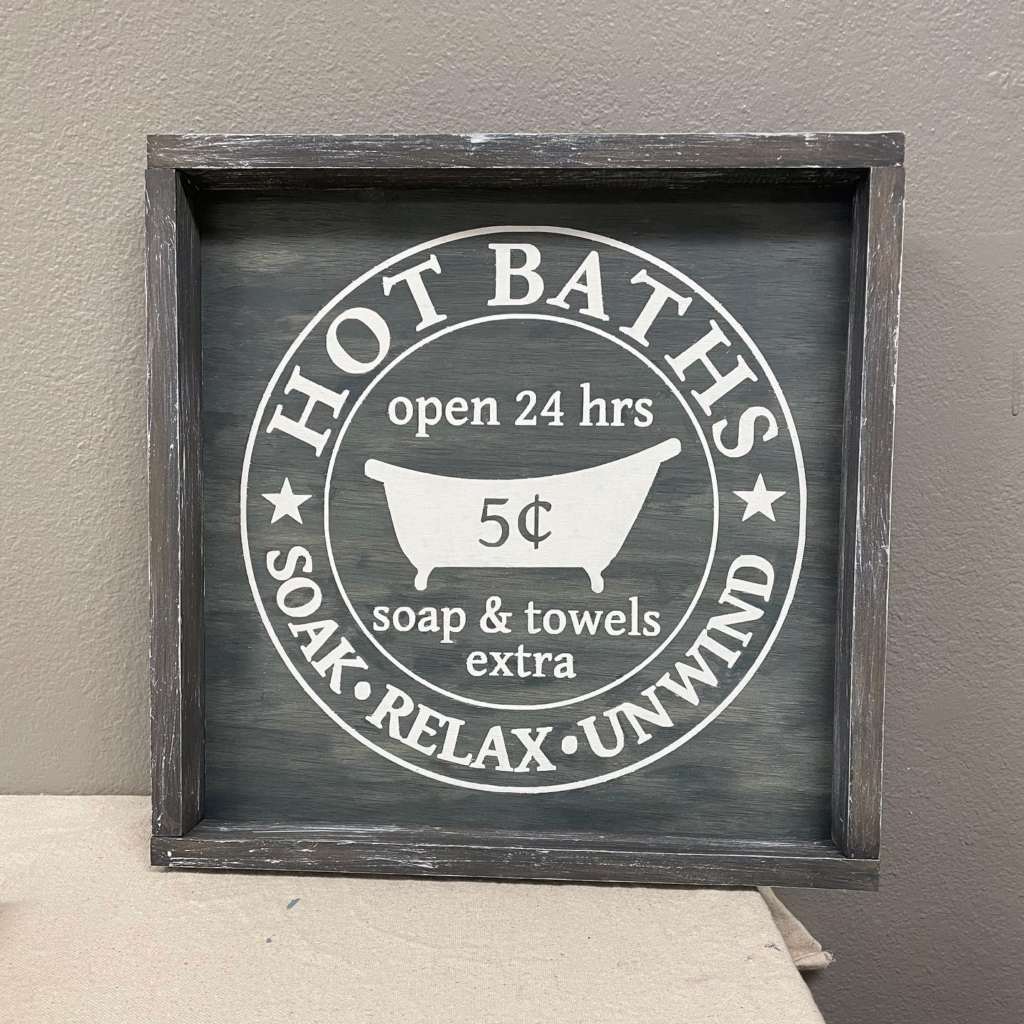 HOT BATHS
open 24 hrs
5¢
soap & towels
extra
SOAK • RELAX • UNWIND